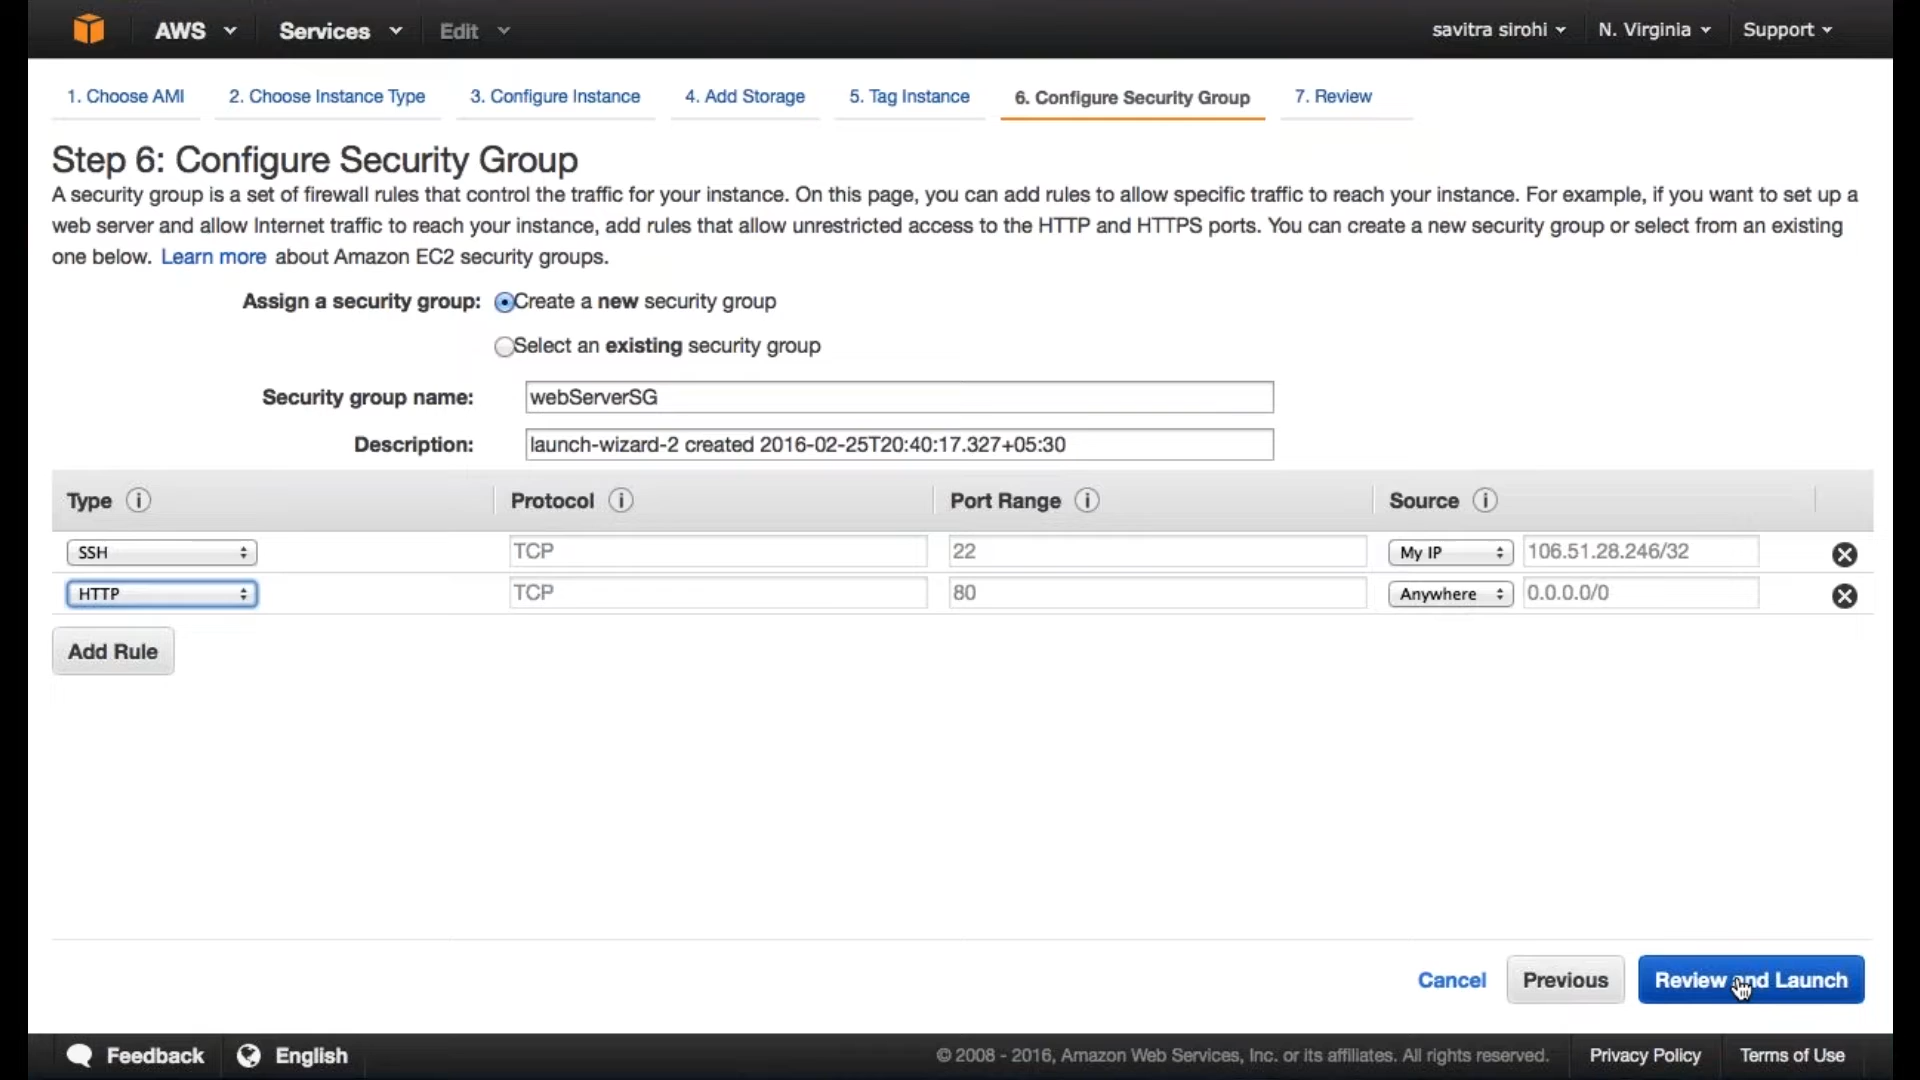 AWS Services Edit savitra sirohi N. Virginia Support
1. Choose AMI 2. Choose Instance Type 3. Configure Instance 4. Add Storage 5. Tag Instance 6. Configure Security Group 7. Review
Step 6: Configure Security Group
A security group is a set of firewall rules that control the traffic for your instance. On this page, you can add rules to allow specific traffic to reach your instance. For example, if you want to set up a
web server and allow Internet traffic to reach your instance, add rules that allow unrestricted access to the HTTP and HTTPS ports. You can create a new security group or select from an existing
one below. Learn more about Amazon EC2 security groups.
Assign a security group: Create a new security group
Select an existing security group
Security group name: webServerSG
Description: launch-wizard-2 created 2016-02-25T20:40:17.327+05:30
Type i Protocol i Port Range i Source i
SSH TCP 22 My IP 106.51.28.246/32
HTTP TCP 80 Anywhere 0.0.0.0/0
Add Rule
Cancel Previous Review and Launch
Feedback English © 2008 - 2016, Amazon Web Services, Inc. or its affiliates. All rights reserved. Privacy Policy Terms of Use